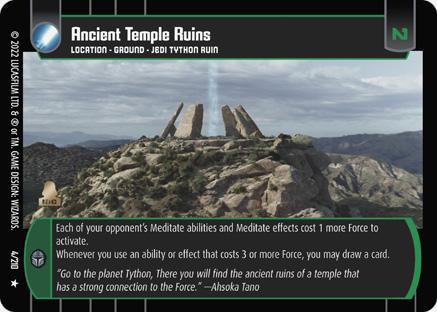 Ancient Temple Ruins
LOCATION - GROUND - JEDI TYTHON RUIN
N
© 2022 LUCASFILM LTD. & ® or TM. GAME DESIGN: WIZARDS.
4/210
Each of your opponent's Meditate abilities and Meditate effects cost 1 more Force to
activate.
Whenever you use an ability or effect that costs 3 or more Force, you may draw a card.
"Go to the planet Tython, There you will find the ancient ruins of a temple that
has a strong connection to the Force." —Ahsoka Tano